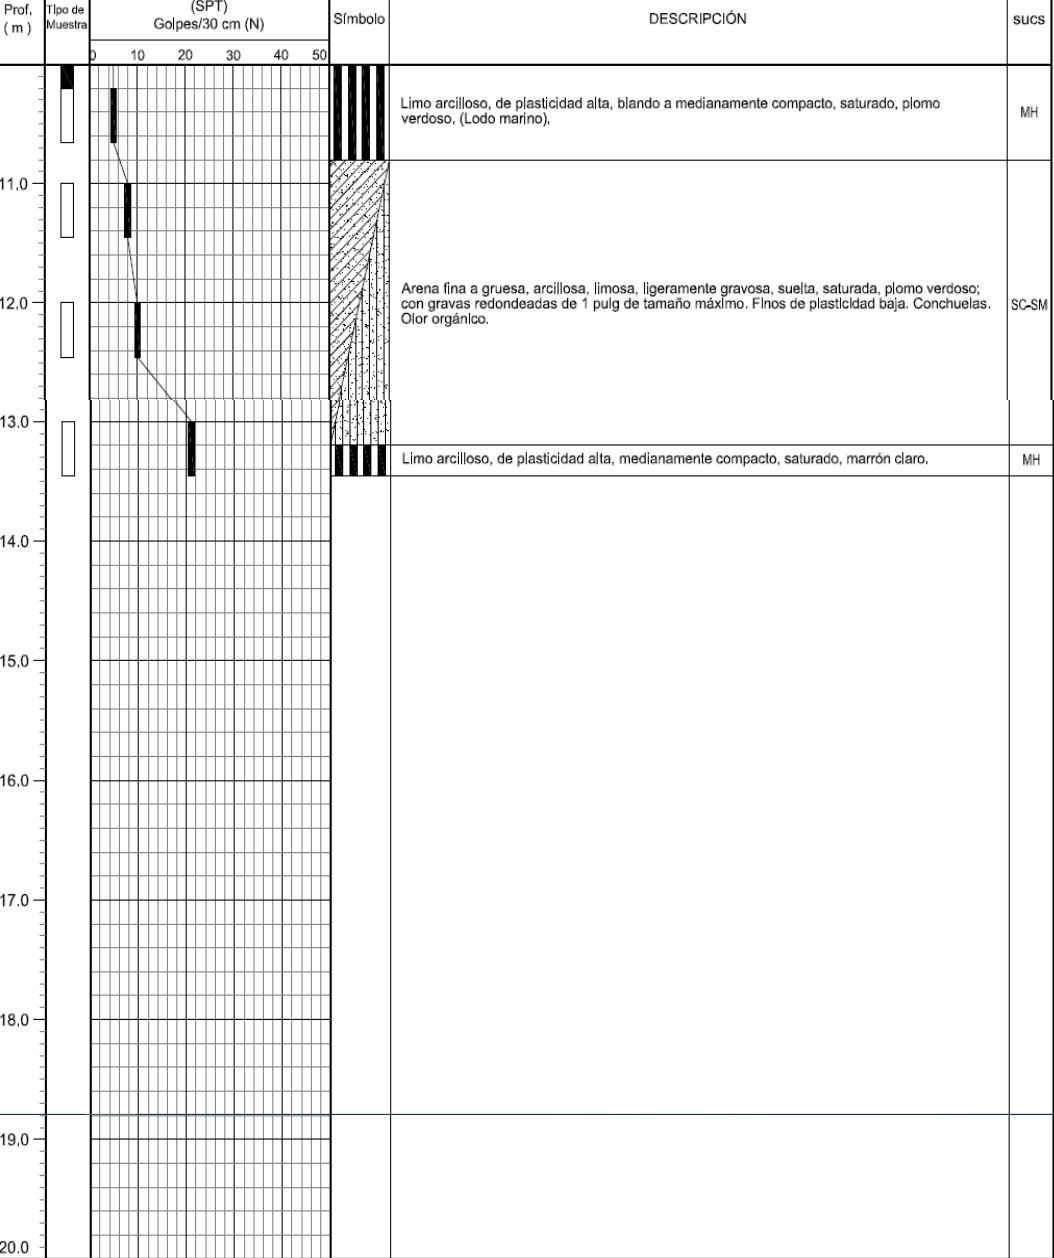 Prof.
( m )
Tipo de
Muestra
(SPT)
Golpes/30 cm (N)
0 10 20 30 40 50
Símbolo
DESCRIPCIÓN
SUCS
Limo arcilloso, de plasticidad alta, blando a medianamente compacto, saturado, plomo
verdoso, (Lodo marino),
MH
11,0
12.0
Arena fina a gruesa, arcillosa, limosa, ligeramente gravosa, suelta, saturada, plomo verdoso;
con gravas redondeadas de 1 pulg de tamaño máximo. Finos de plasticidad baja. Conchuelas.
Olor orgánico.
SC-SM
13.0
Limo arcilloso, de plasticidad alta, medianamente compacto, saturado, marrón claro,
MH
14.0
15,0
16.0
17.0
18,0
19,0
20.0